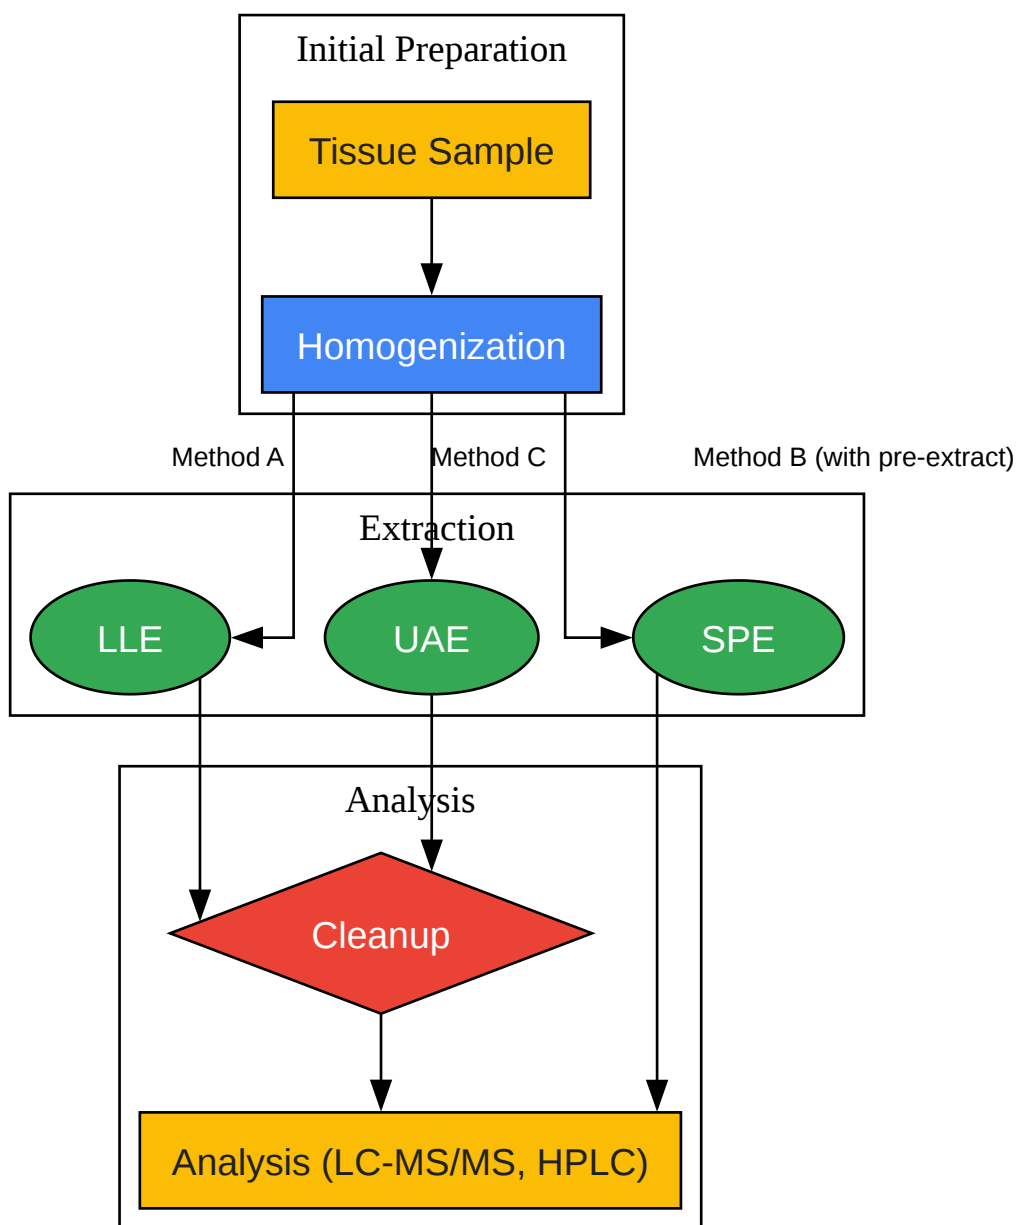 Initial Preparation
Tissue Sample
Homogenization
Method A
Method C
Method B (with pre-extract)
Extraction
LLE
UAE
SPE
Analysis
Cleanup
Analysis (LC-MS/MS, HPLC)